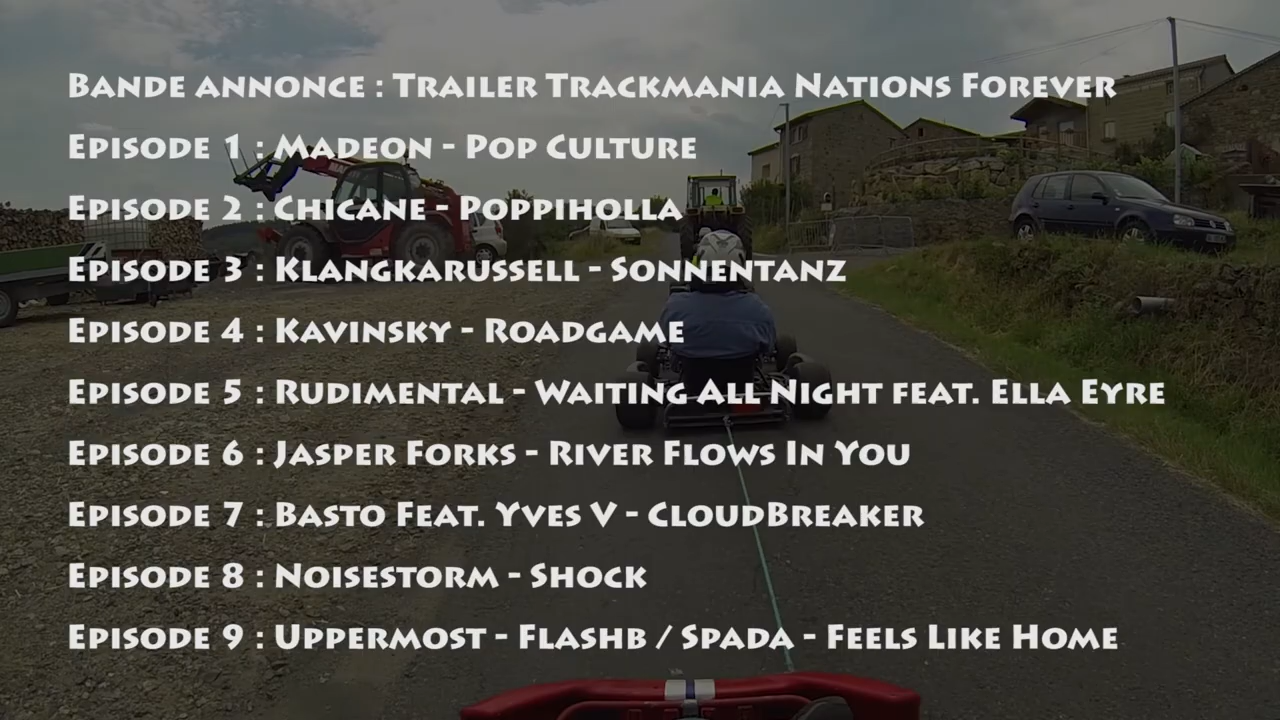 Bande annonce : Trailer Trackmania Nations Forever
Episode 1 : Madeon - Pop Culture
Episode 2 : Chicane - Poppiholla
Episode 3 : Klangkarussell - Sonnentanz
Episode 4 : Kavinsky - Roadgame
Episode 5 : Rudimental - Waiting All Night feat. Ella Eyre
Episode 6 : Jasper Forks - River Flows In You
Episode 7 : Basto Feat. Yves V - CloudBreaker
Episode 8 : Noisestorm - Shock
Episode 9 : Uppermost - Flashb / Spada - Feels Like Home